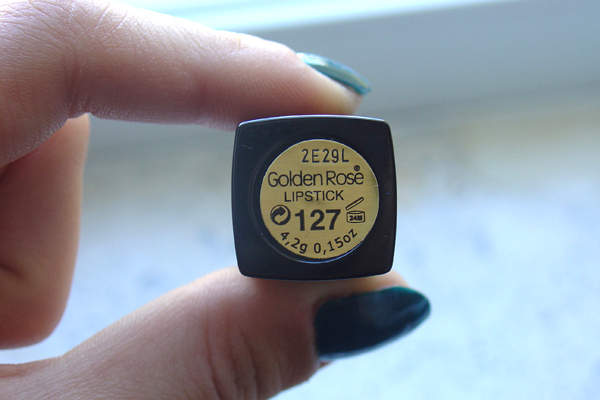 2E29L
Golden Rose®
LIPSTICK
127 24M
4,2g 0,15oz